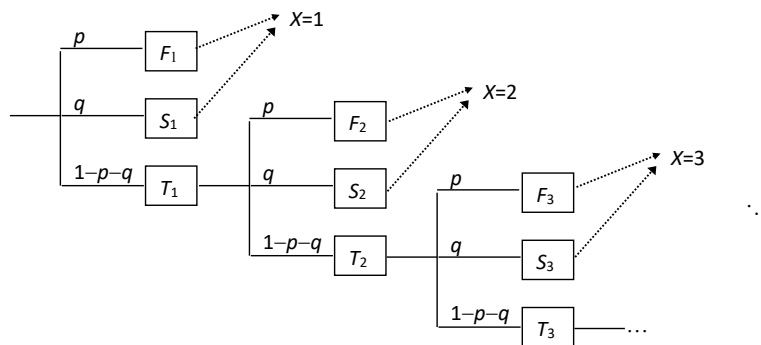 p F1 X=1
q S1
1−p−q T1
p F2 X=2
q S2
1−p−q T2
p F3 X=3
q S3
1−p−q T3 ...
⋱